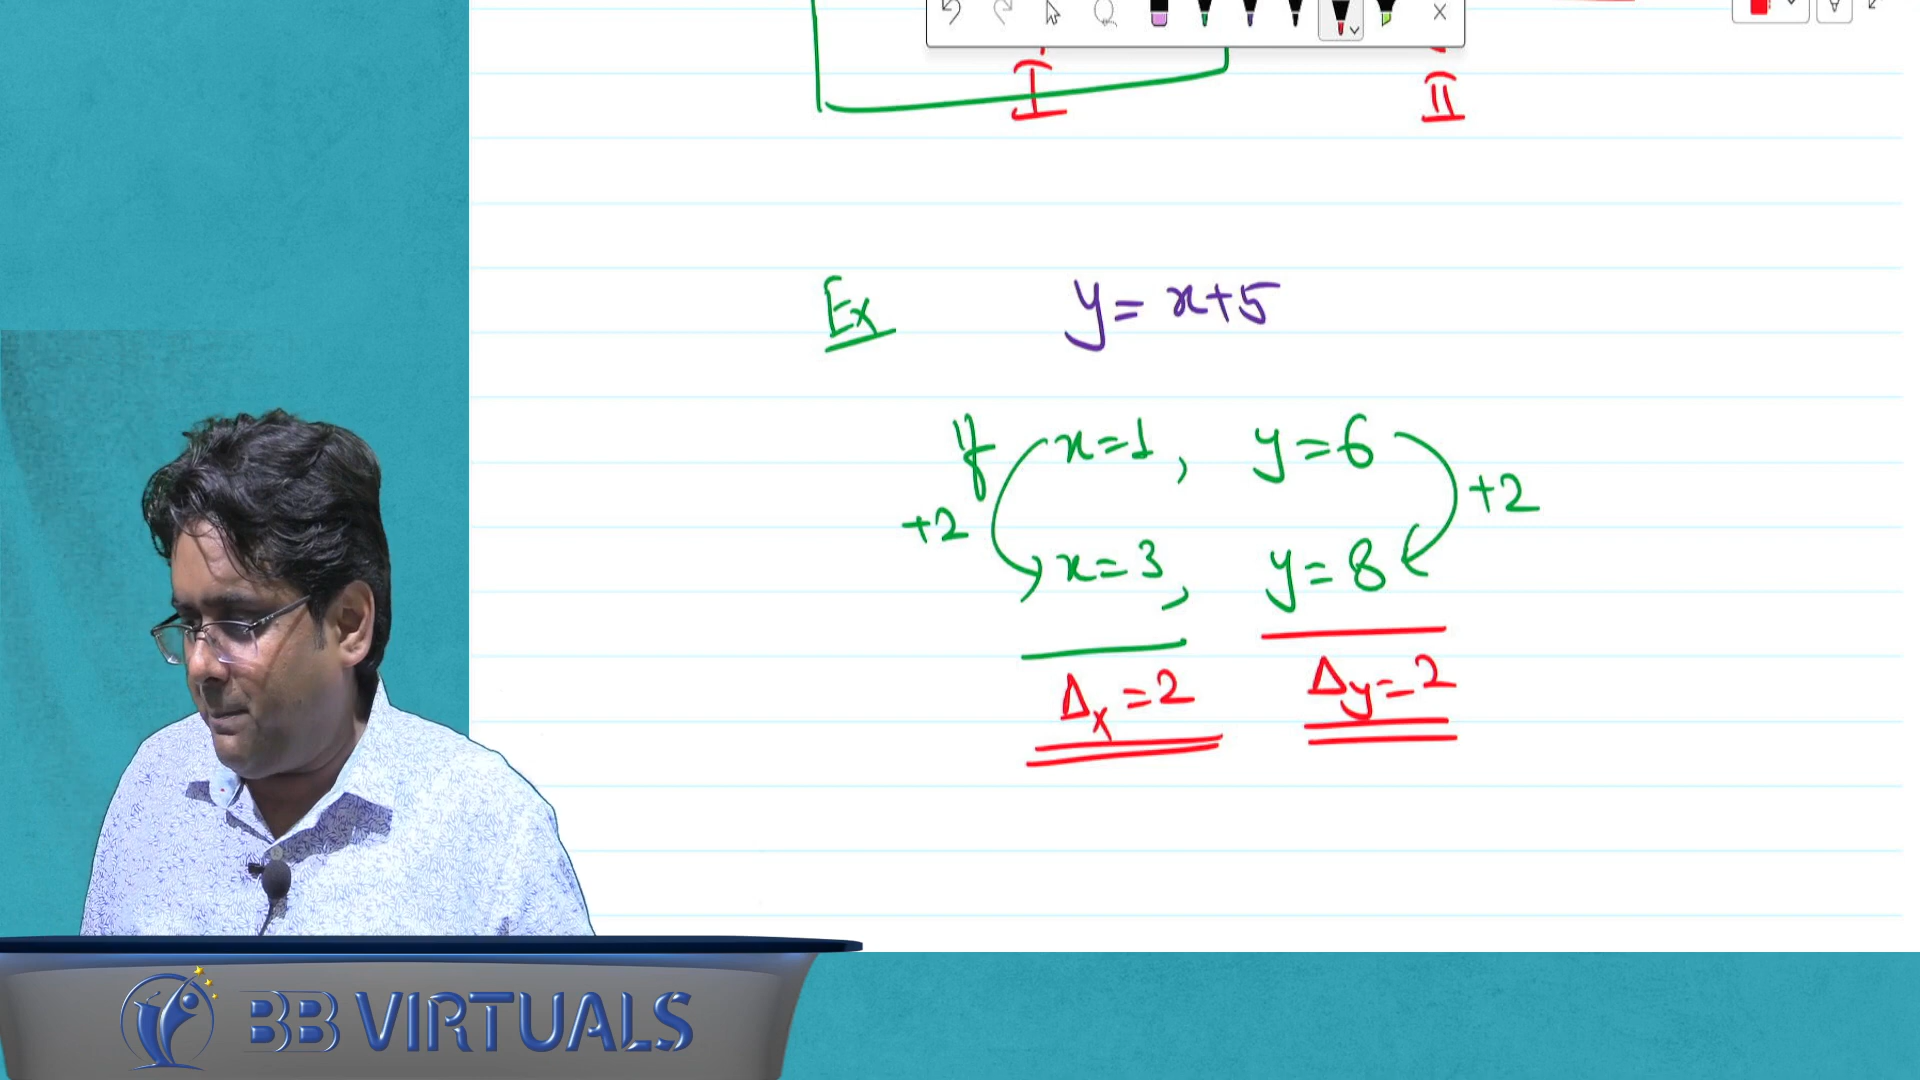 I II
Ex y = x+5
If x=1, y=6
+2 +2
x=3, y=8
Δx=2 Δy=2
BB VIRTUALS